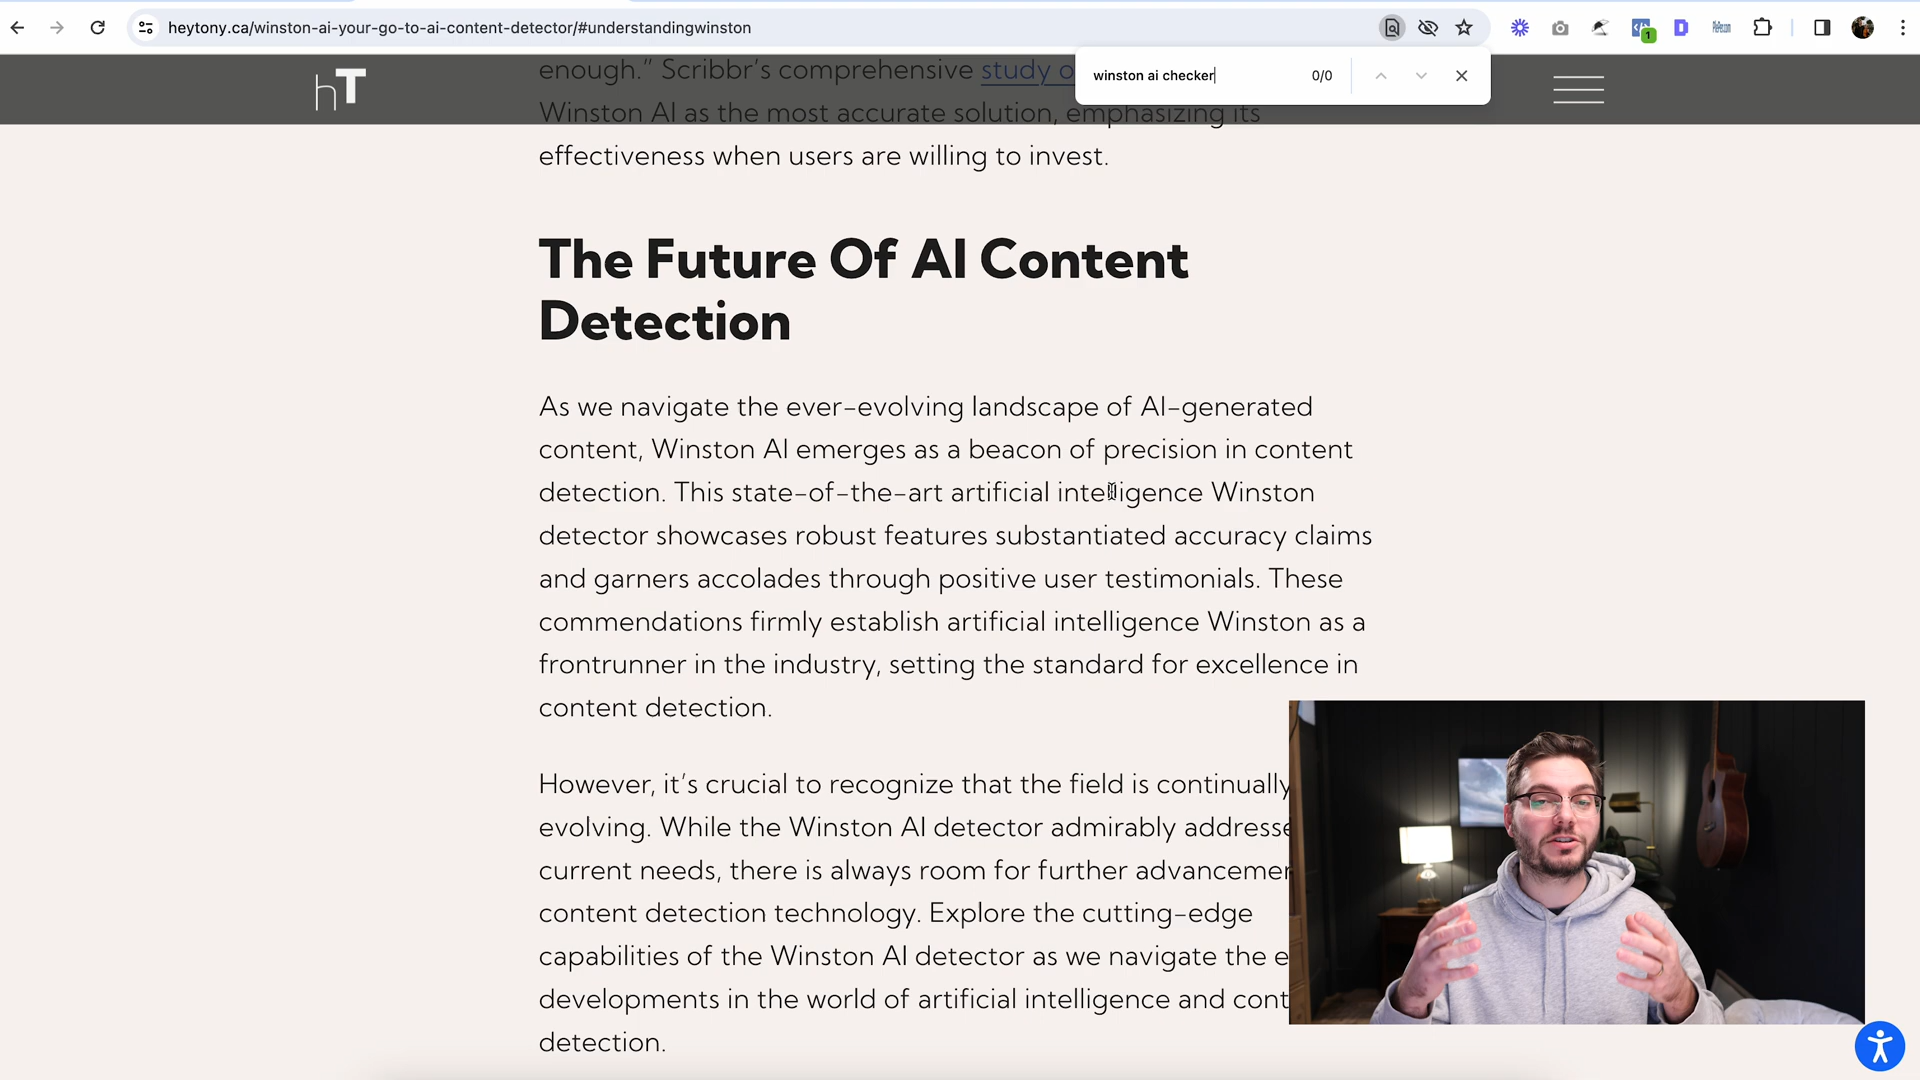 heytony.ca/winston-ai-your-go-to-ai-content-detector/#understandingwinston
1
winston ai checker
0/0
hT
enough.” Scribbr’s comprehensive study o
Winston AI as the most accurate solution, emphasizing its
effectiveness when users are willing to invest.
The Future Of AI Content
Detection
As we navigate the ever-evolving landscape of AI-generated
content, Winston AI emerges as a beacon of precision in content
detection. This state-of-the-art artificial intelligence Winston
detector showcases robust features substantiated accuracy claims
and garners accolades through positive user testimonials. These
commendations firmly establish artificial intelligence Winston as a
frontrunner in the industry, setting the standard for excellence in
content detection.
However, it’s crucial to recognize that the field is continually
evolving. While the Winston AI detector admirably addresse
current needs, there is always room for further advancemen
content detection technology. Explore the cutting-edge
capabilities of the Winston AI detector as we navigate the e
developments in the world of artificial intelligence and cont
detection.